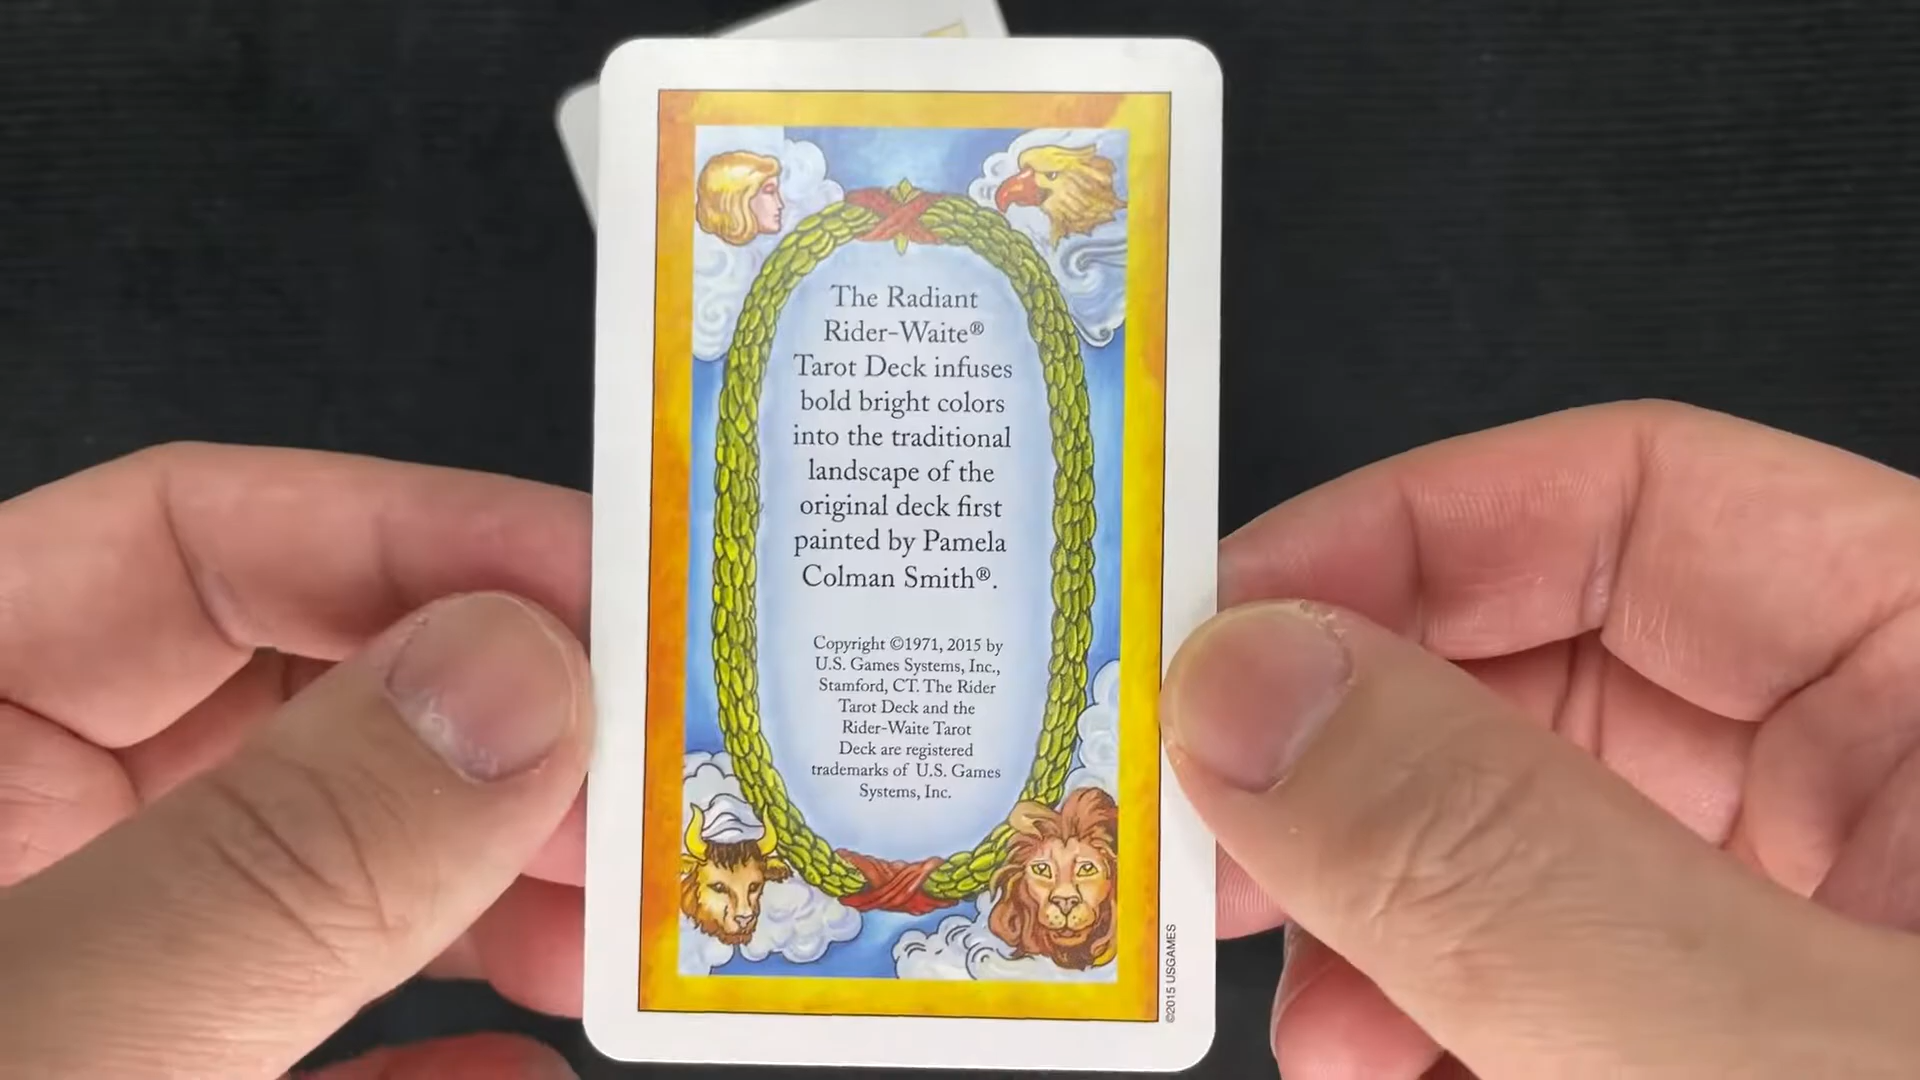 The Radiant
Rider-Waite®
Tarot Deck infuses
bold bright colors
into the traditional
landscape of the
original deck first
painted by Pamela
Colman Smith®.
Copyright ©1971, 2015 by
U.S. Games Systems, Inc.,
Stamford, CT. The Rider
Tarot Deck and the
Rider-Waite Tarot
Deck are registered
trademarks of U.S. Games
Systems, Inc.
©2015 USGAMES